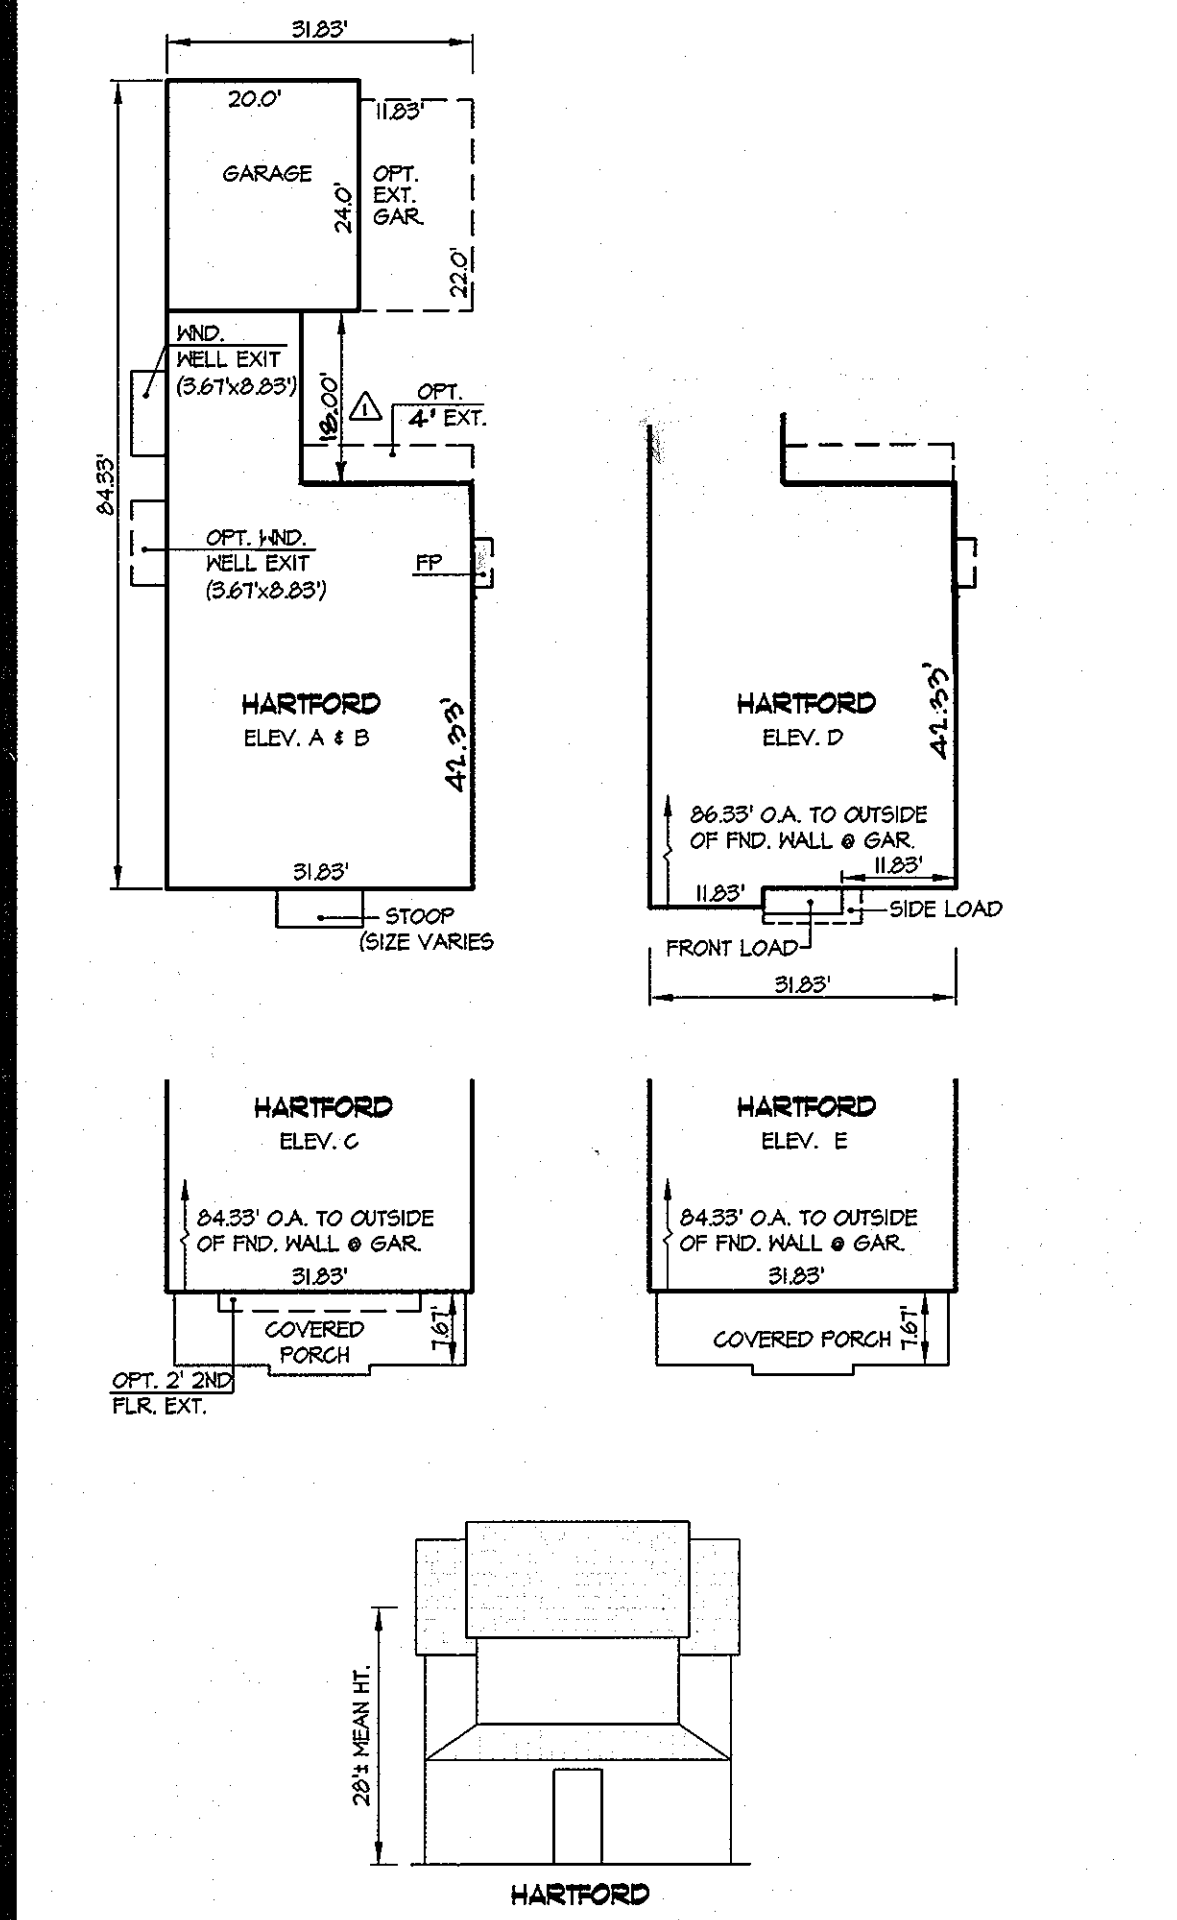 31.83'
20.0'
11.83'
GARAGE
OPT.
EXT.
GAR.
24.0'
22.0'
WND.
WELL EXIT
(3.67'x8.83')
18.00'
1
OPT.
4' EXT.
84.33'
OPT. WND.
WELL EXIT
(3.67'x8.83')
FP
HARTFORD
ELEV. A & B
42.33'
31.83'
STOOP
(SIZE VARIES
HARTFORD
ELEV. D
42.33'
86.33' O.A. TO OUTSIDE
OF FND. WALL @ GAR.
11.83'
11.83'
SIDE LOAD
FRONT LOAD
31.83'
HARTFORD
ELEV. C
84.33' O.A. TO OUTSIDE
OF FND. WALL @ GAR.
31.83'
COVERED
PORCH
7.67'
OPT. 2' 2ND
FLR. EXT.
HARTFORD
ELEV. E
84.33' O.A. TO OUTSIDE
OF FND. WALL @ GAR.
31.83'
COVERED PORCH
7.67'
28'± MEAN HT.
HARTFORD